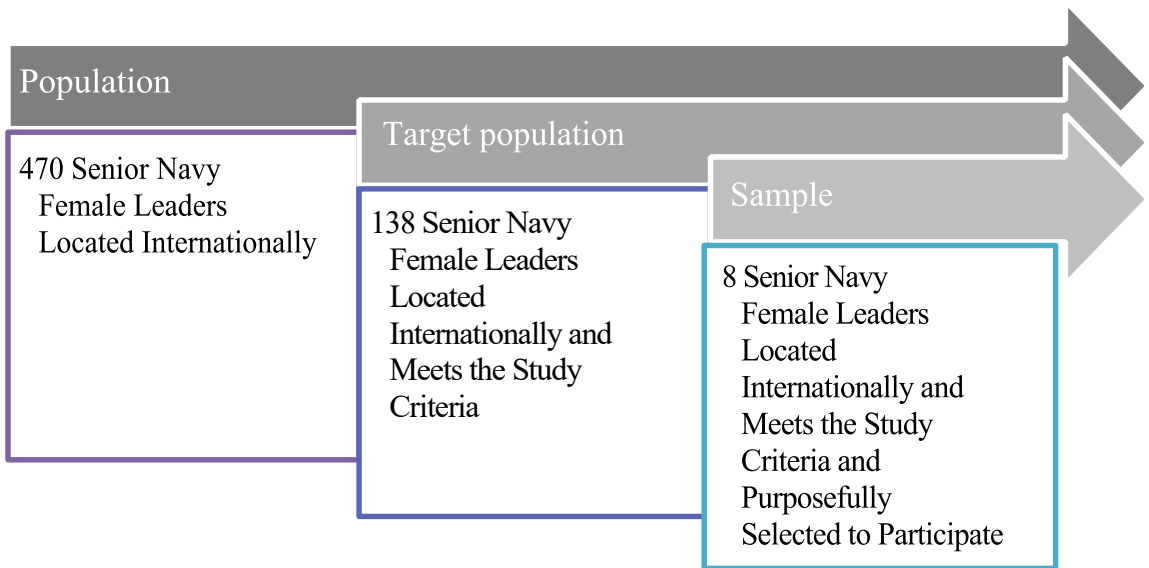 Population
470 Senior Navy
Female Leaders
Located Internationally
Target population
138 Senior Navy
Female Leaders
Located
Internationally and
Meets the Study
Criteria
Sample
8 Senior Navy
Female Leaders
Located
Internationally and
Meets the Study
Criteria and
Purposefully
Selected to Participate